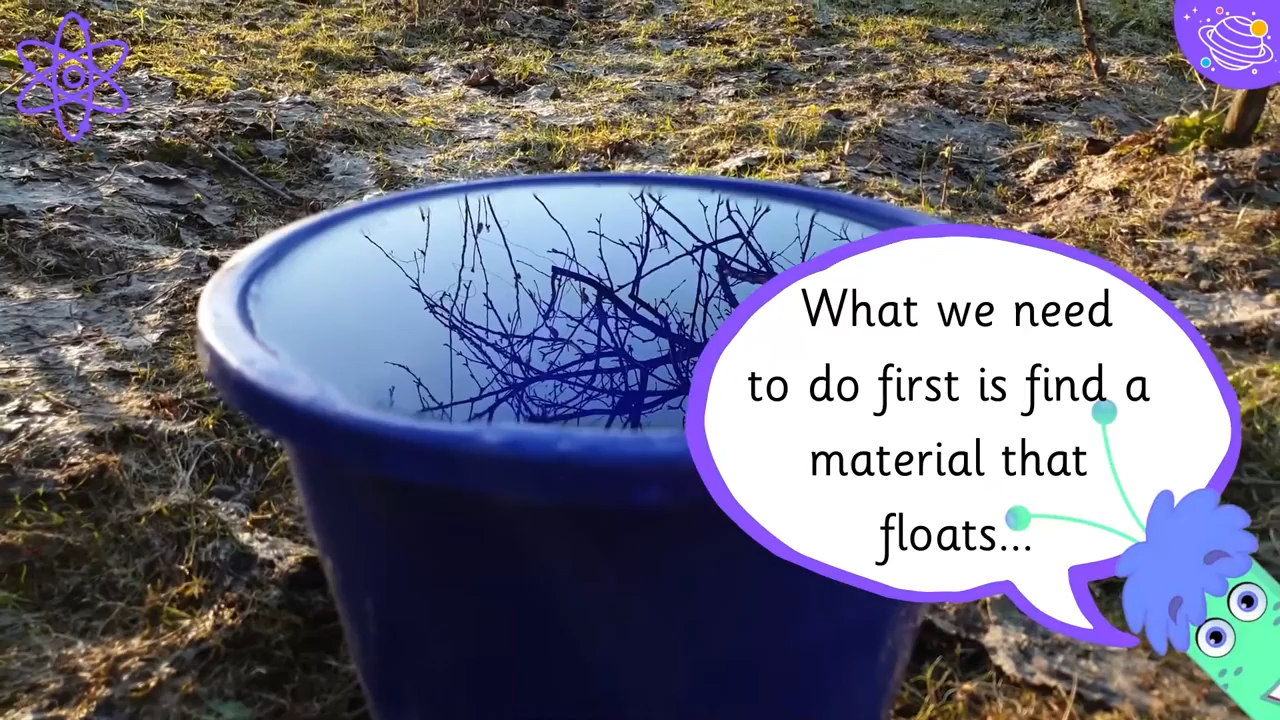 What we need
to do first is find a
material that
floats...